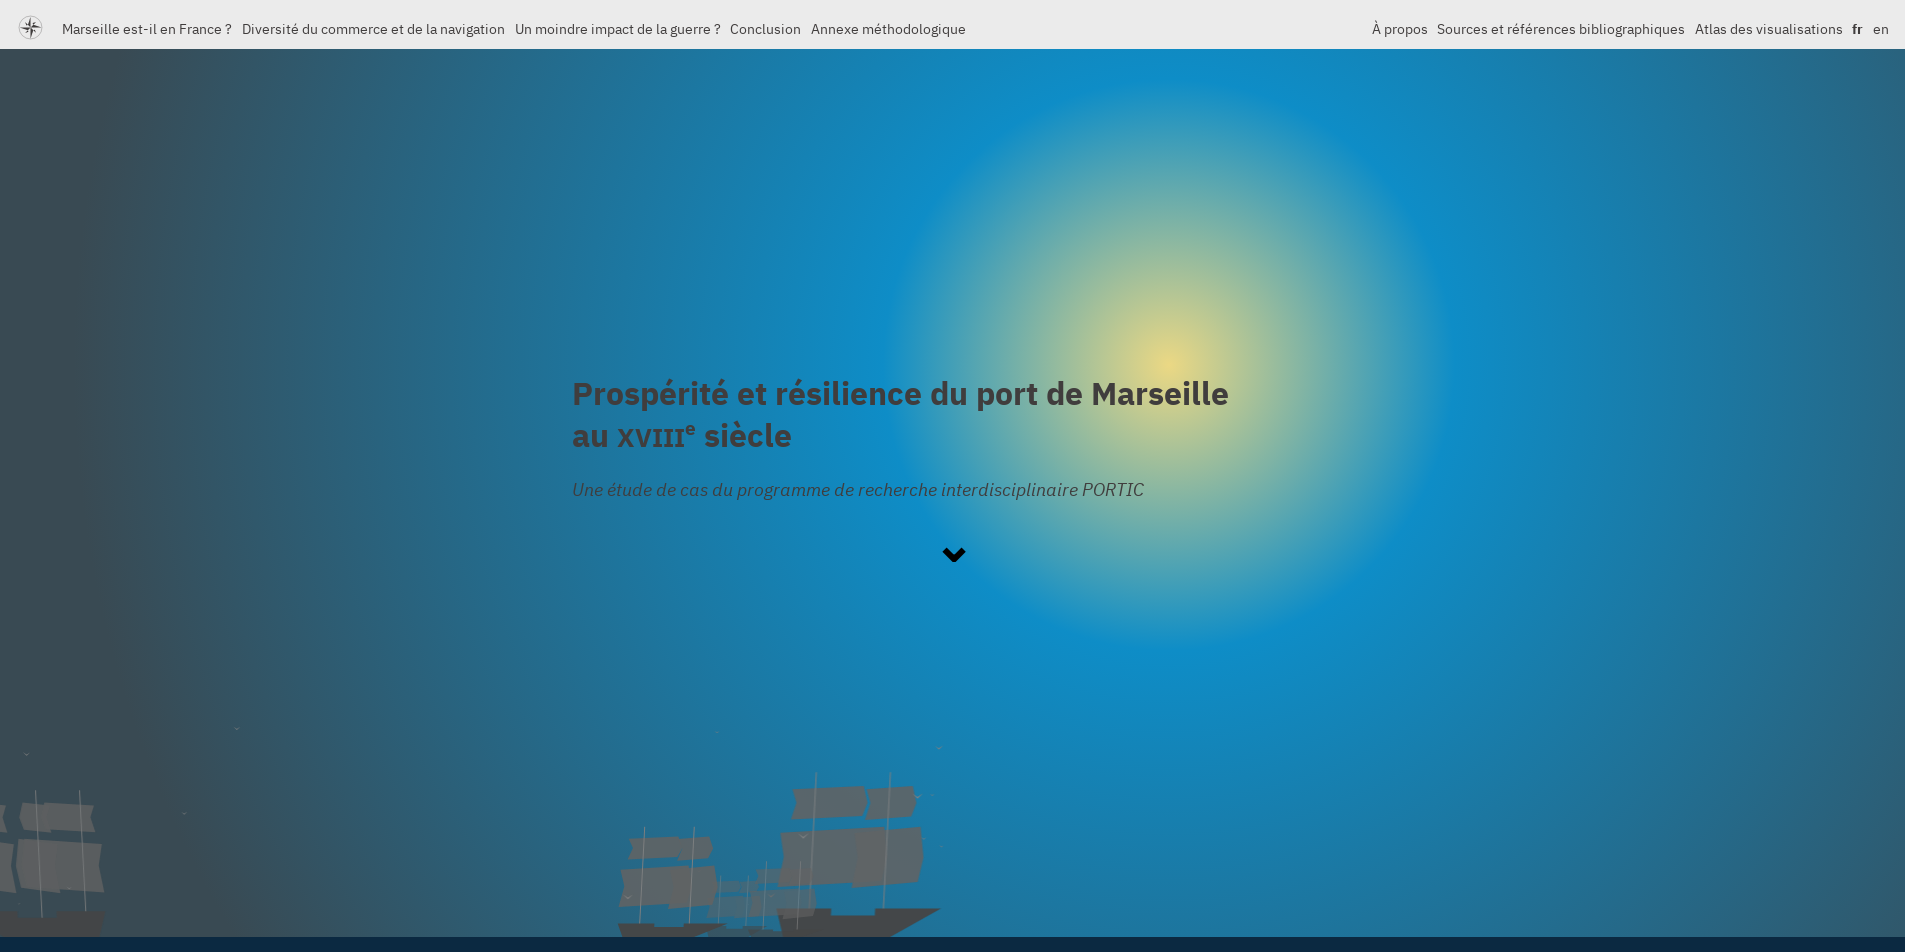 Marseille est-il en France ? Diversité du commerce et de la navigation Un moindre impact de la guerre ? Conclusion Annexe méthodologique À propos Sources et références bibliographiques Atlas des visualisations fr en
Prospérité et résilience du port de Marseille
au XVIIIe siècle
Une étude de cas du programme de recherche interdisciplinaire PORTIC